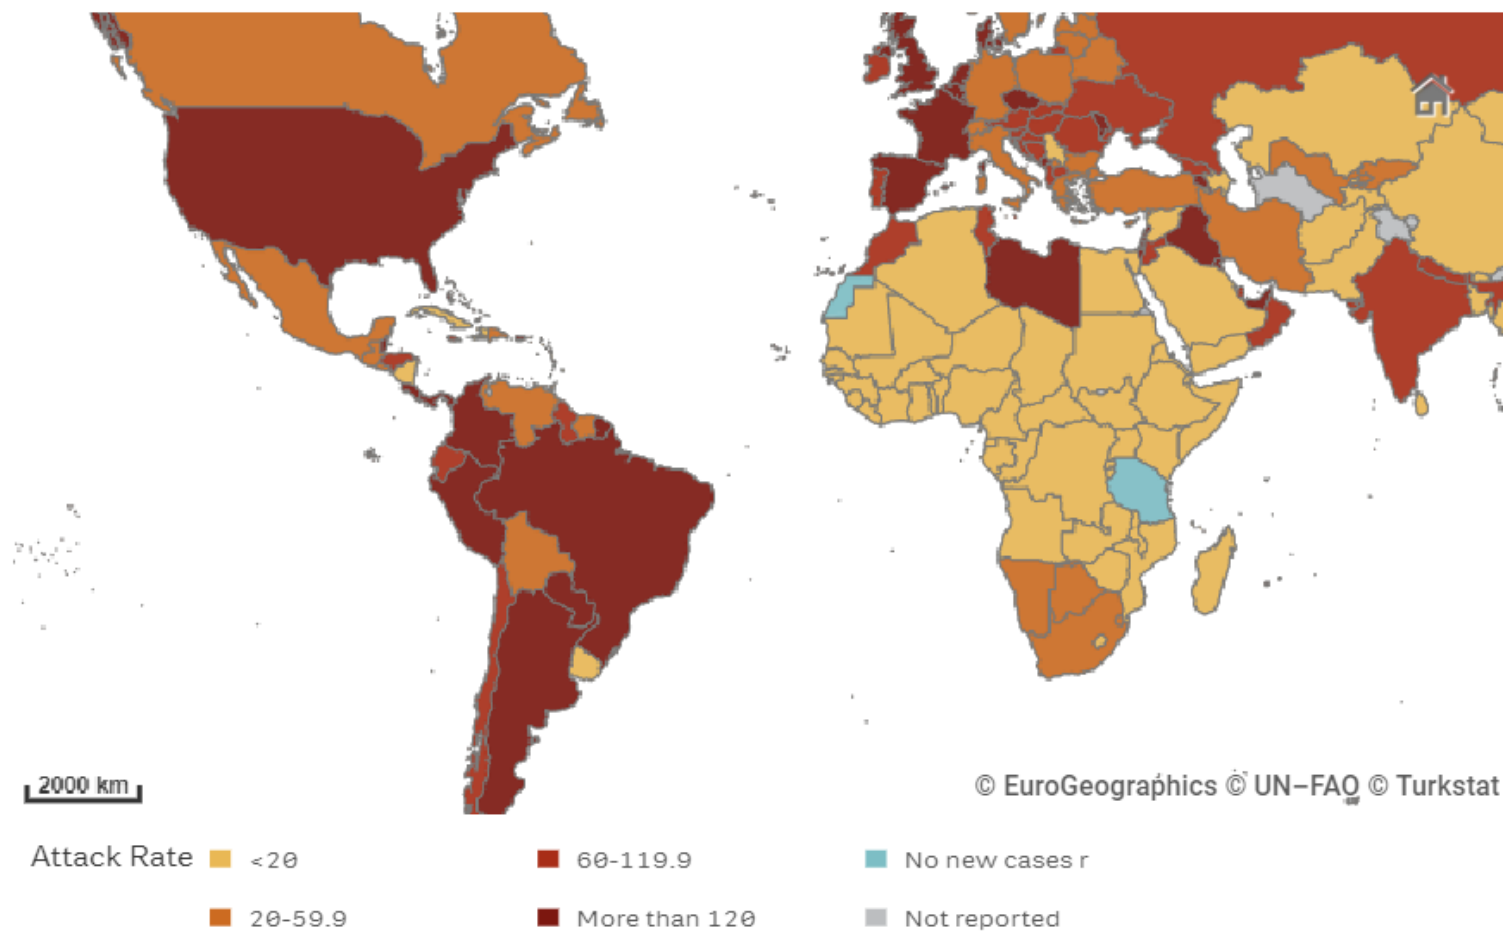 2000 km
© EuroGeographics © UN-FAO © Turkstat
Attack Rate
<20
60-119.9
No new cases r
20-59.9
More than 120
Not reported